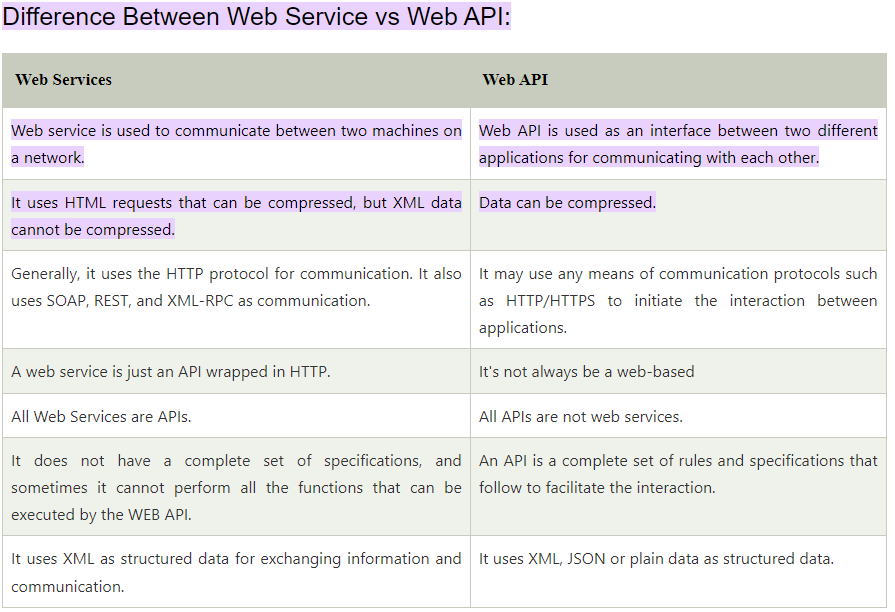 Difference Between Web Service vs Web API:
Web Services
Web API
Web service is used to communicate between two machines on
a network.
Web API is used as an interface between two different
applications for communicating with each other.
It uses HTML requests that can be compressed, but XML data
cannot be compressed.
Data can be compressed.
Generally, it uses the HTTP protocol for communication. It also
uses SOAP, REST, and XML-RPC as communication.
It may use any means of communication protocols such
as HTTP/HTTPS to initiate the interaction between
applications.
A web service is just an API wrapped in HTTP.
It's not always be a web-based
All Web Services are APIs.
All APIs are not web services.
It does not have a complete set of specifications, and
sometimes it cannot perform all the functions that can be
executed by the WEB API.
An API is a complete set of rules and specifications that
follow to facilitate the interaction.
It uses XML as structured data for exchanging information and
communication.
It uses XML, JSON or plain data as structured data.